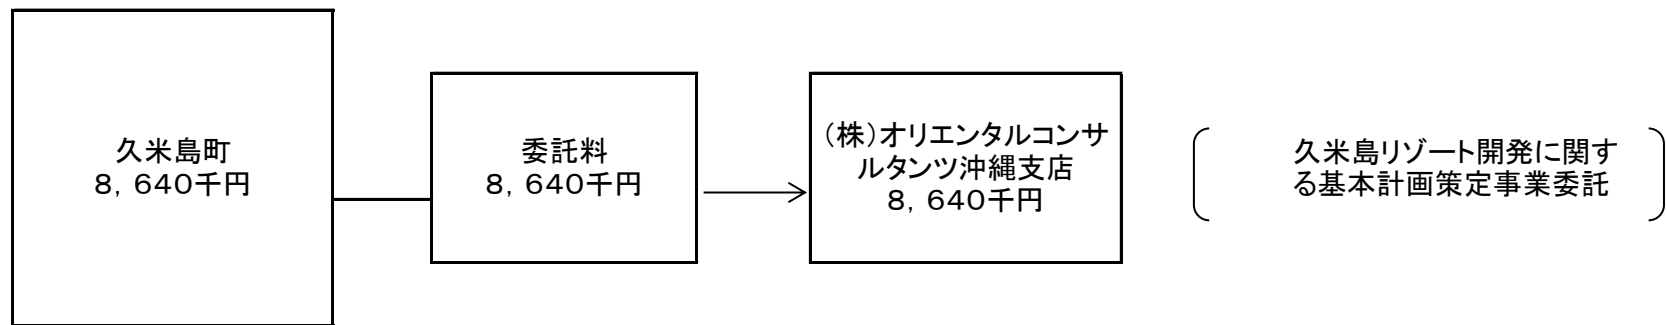 久米島町
8,640千円
委託料
8,640千円
(株)オリエンタルコンサ
ルタンツ沖縄支店
8,640千円
久米島リゾート開発に関す
る基本計画策定事業委託